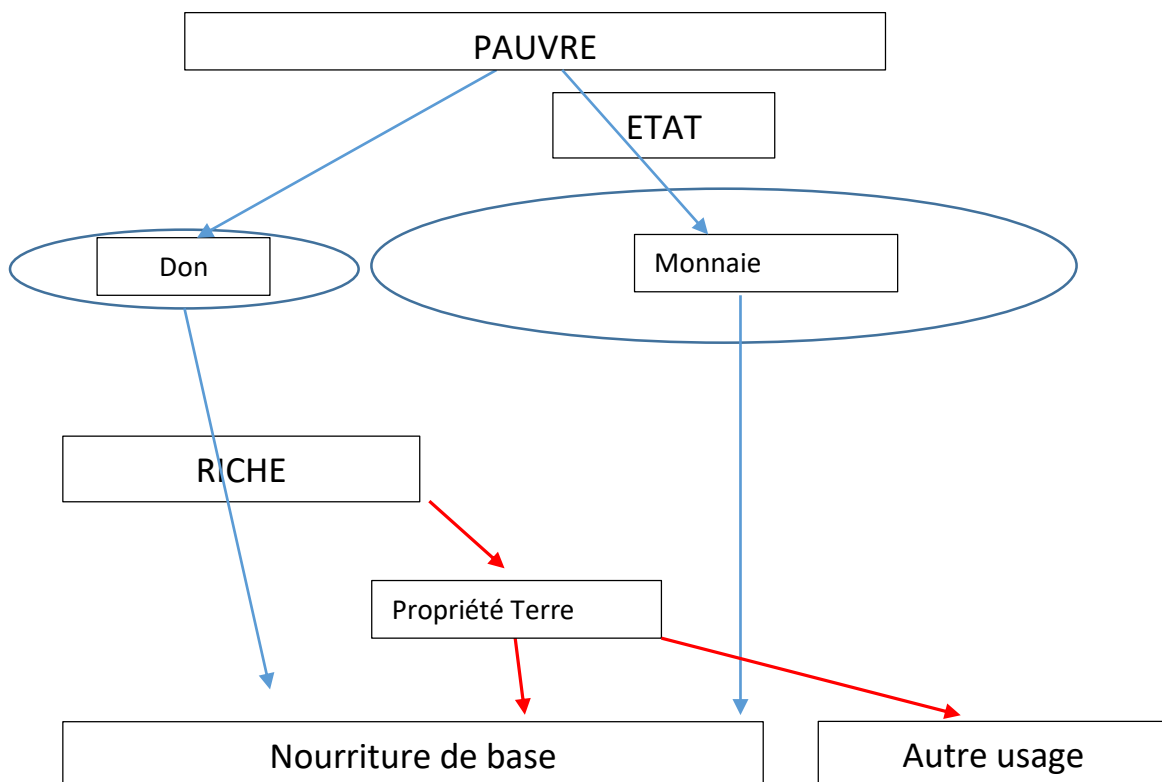 PAUVRE
ETAT
Don
Monnaie
RICHE
Propriété Terre
Nourriture de base
Autre usage